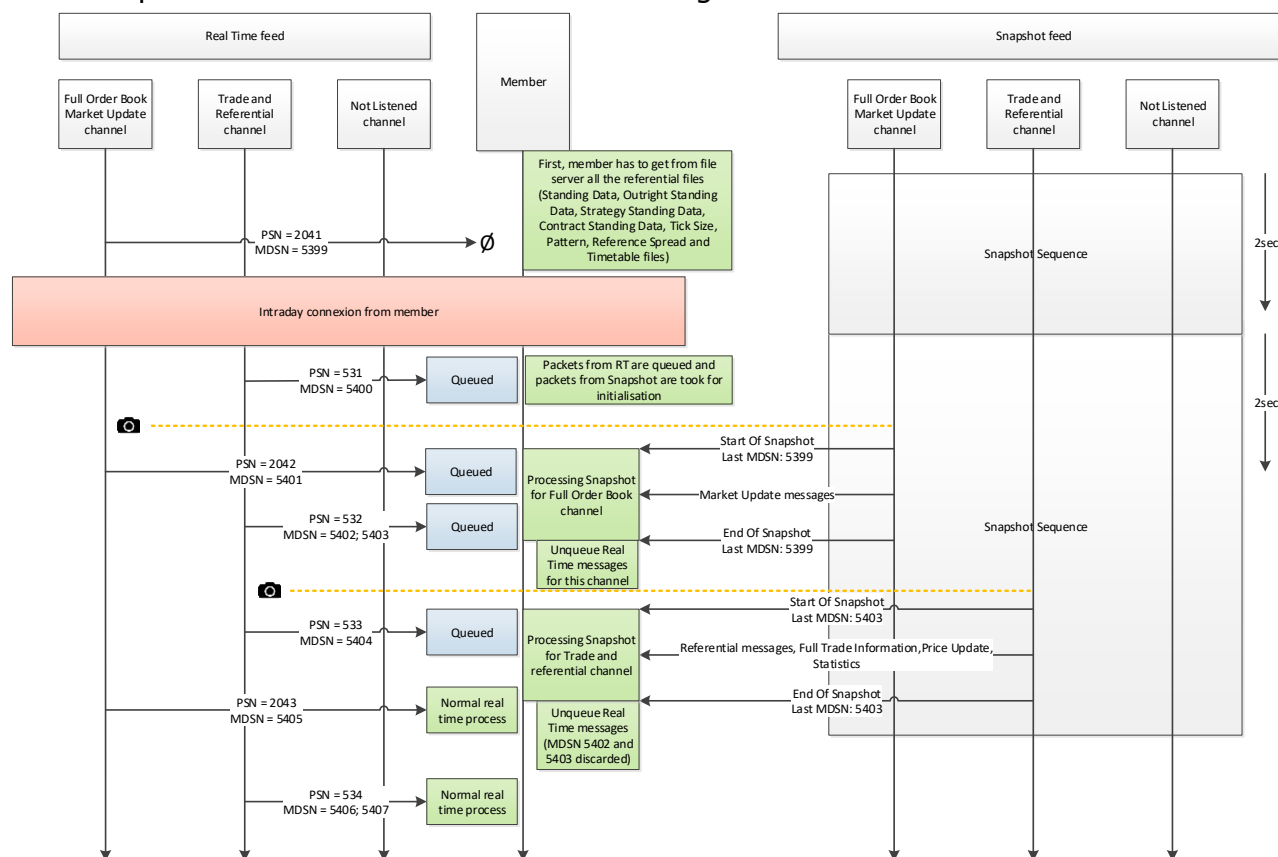 Real Time feed
Member
Snapshot feed
Full Order Book
Market Update
channel
Trade and
Referential
channel
Not Listened
channel
Full Order Book
Market Update
channel
Trade and
Referential
channel
Not Listened
channel
First, member has to get from file
server all the referential files
(Standing Data, Outright Standing
Data, Strategy Standing Data,
Contract Standing Data, Tick Size,
Pattern, Reference Spread and
Timetable files)
PSN = 2041
MDSN = 5399
Ø
Snapshot Sequence
2sec
Intraday connexion from member
PSN = 531
MDSN = 5400
Queued
Packets from RT are queued and
packets from Snapshot are took for
initialisation
2sec
Start Of Snapshot
Last MDSN: 5399
PSN = 2042
MDSN = 5401
Queued
Processing Snapshot
for Full Order Book
channel
Market Update messages
PSN = 532
MDSN = 5402; 5403
Queued
End Of Snapshot
Last MDSN: 5399
Snapshot Sequence
Unqueue Real
Time messages
for this channel
Start Of Snapshot
Last MDSN: 5403
PSN = 533
MDSN = 5404
Queued
Processing Snapshot
for Trade and
referential channel
Referential messages, Full Trade Information,Price Update,
Statistics
End Of Snapshot
Last MDSN: 5403
PSN = 2043
MDSN = 5405
Normal real
time process
Unqueue Real
Time messages
(MDSN 5402 and
5403 discarded)
PSN = 534
MDSN = 5406; 5407
Normal real
time process